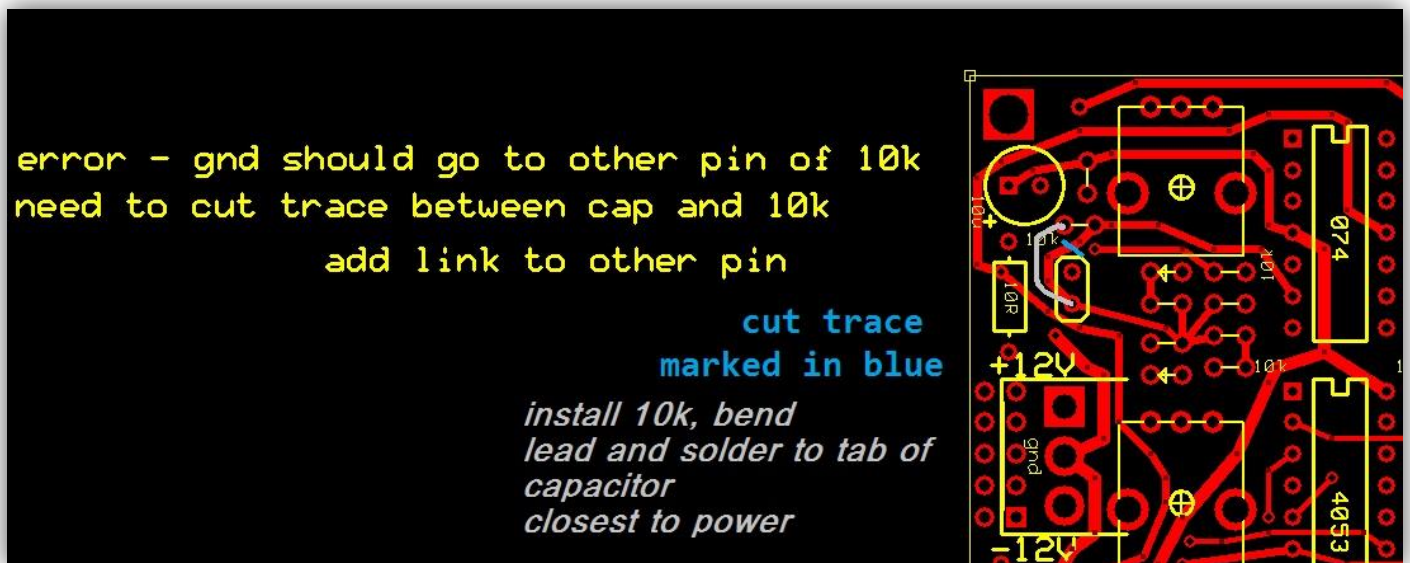 error - gnd should go to other pin of 10k
need to cut trace between cap and 10k
add link to other pin
cut trace
marked in blue
install 10k, bend
lead and solder to tab of
capacitor
closest to power
10u
+
10k
10R
10k
074
+12V
10k
gnd
4053
-12V